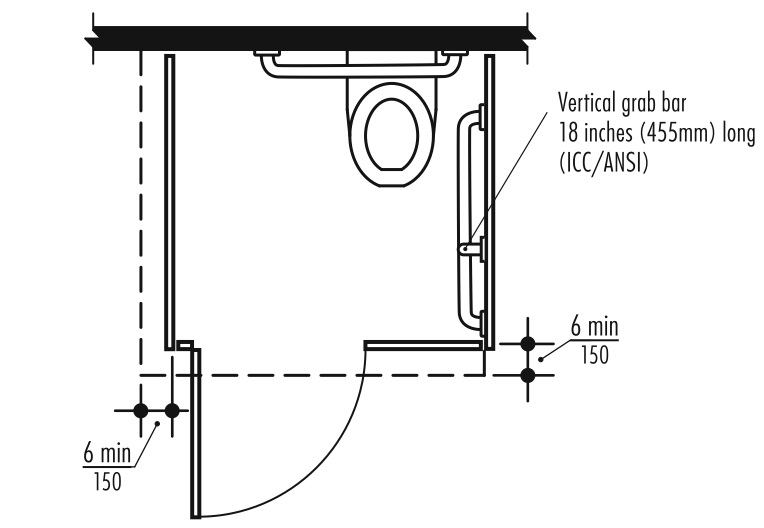 Vertical grab bar
18 inches (455mm) long
(ICC/ANSI)
6 min
150
6 min
150